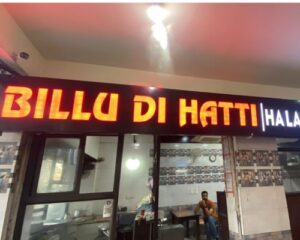 BILLU DI HATTI | HALA